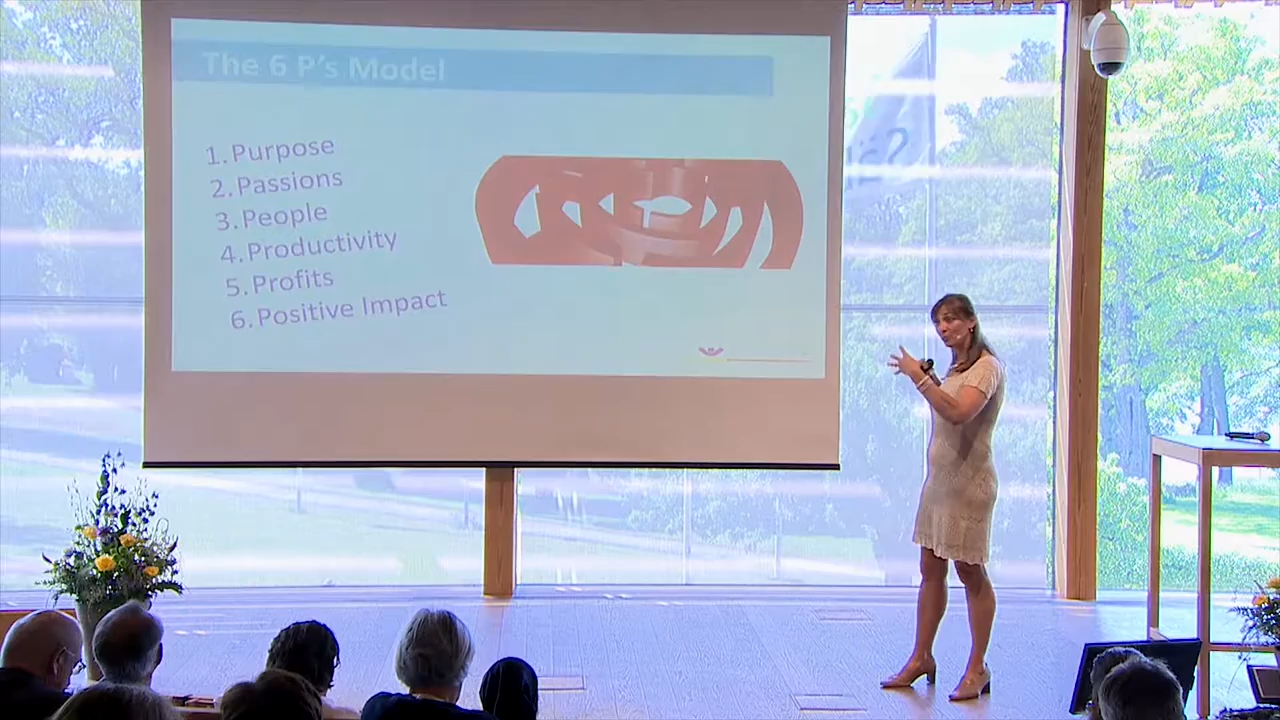 The 6 P's Model
1. Purpose
2. Passions
3. People
4. Productivity
5. Profits
6. Positive Impact